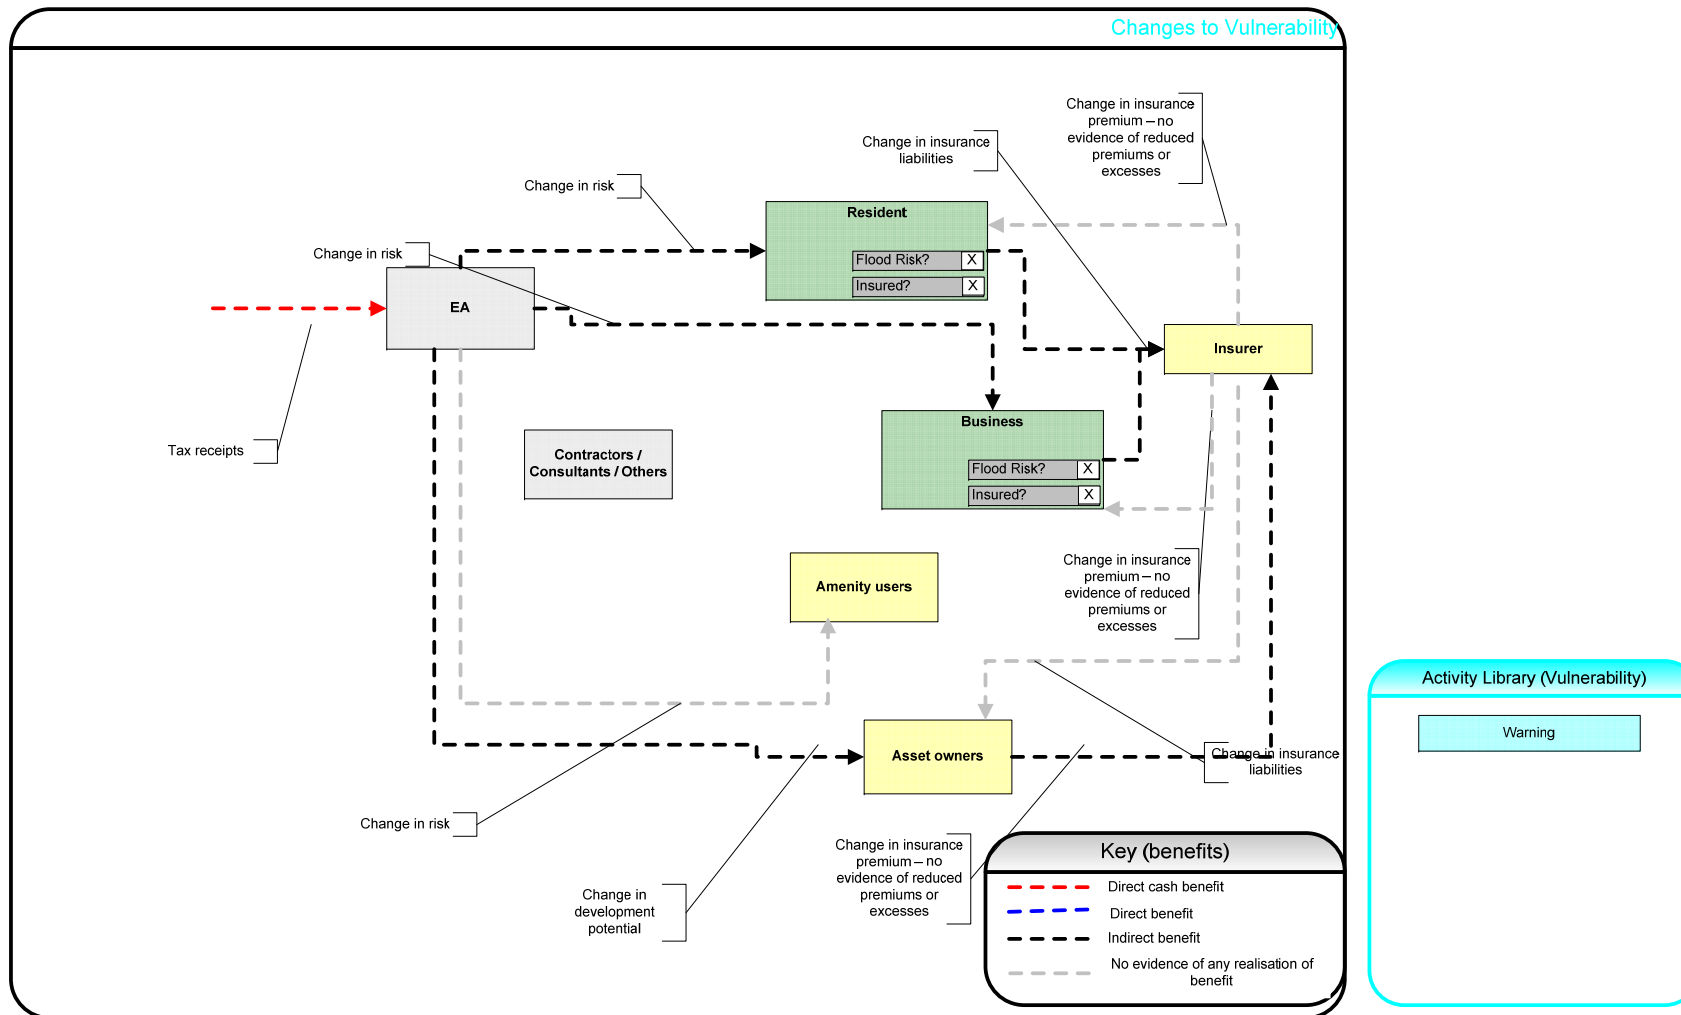 Changes to Vulnerability
Change in insurance
premium – no
evidence of reduced
premiums or
excesses
Change in insurance
liabilities
Change in risk
Resident
Flood Risk?
X
Insured?
X
Change in risk
EA
Insurer
Business
Flood Risk?
X
Insured?
X
Tax receipts
Contractors /
Consultants / Others
Change in insurance
premium – no
evidence of reduced
premiums or
excesses
Amenity users
Activity Library (Vulnerability)
Warning
Asset owners
Change in insurance
liabilities
Change in risk
Change in insurance
premium – no
evidence of reduced
premiums or
excesses
Change in
development
potential
Key (benefits)
Direct cash benefit
Direct benefit
Indirect benefit
No evidence of any realisation of
benefit